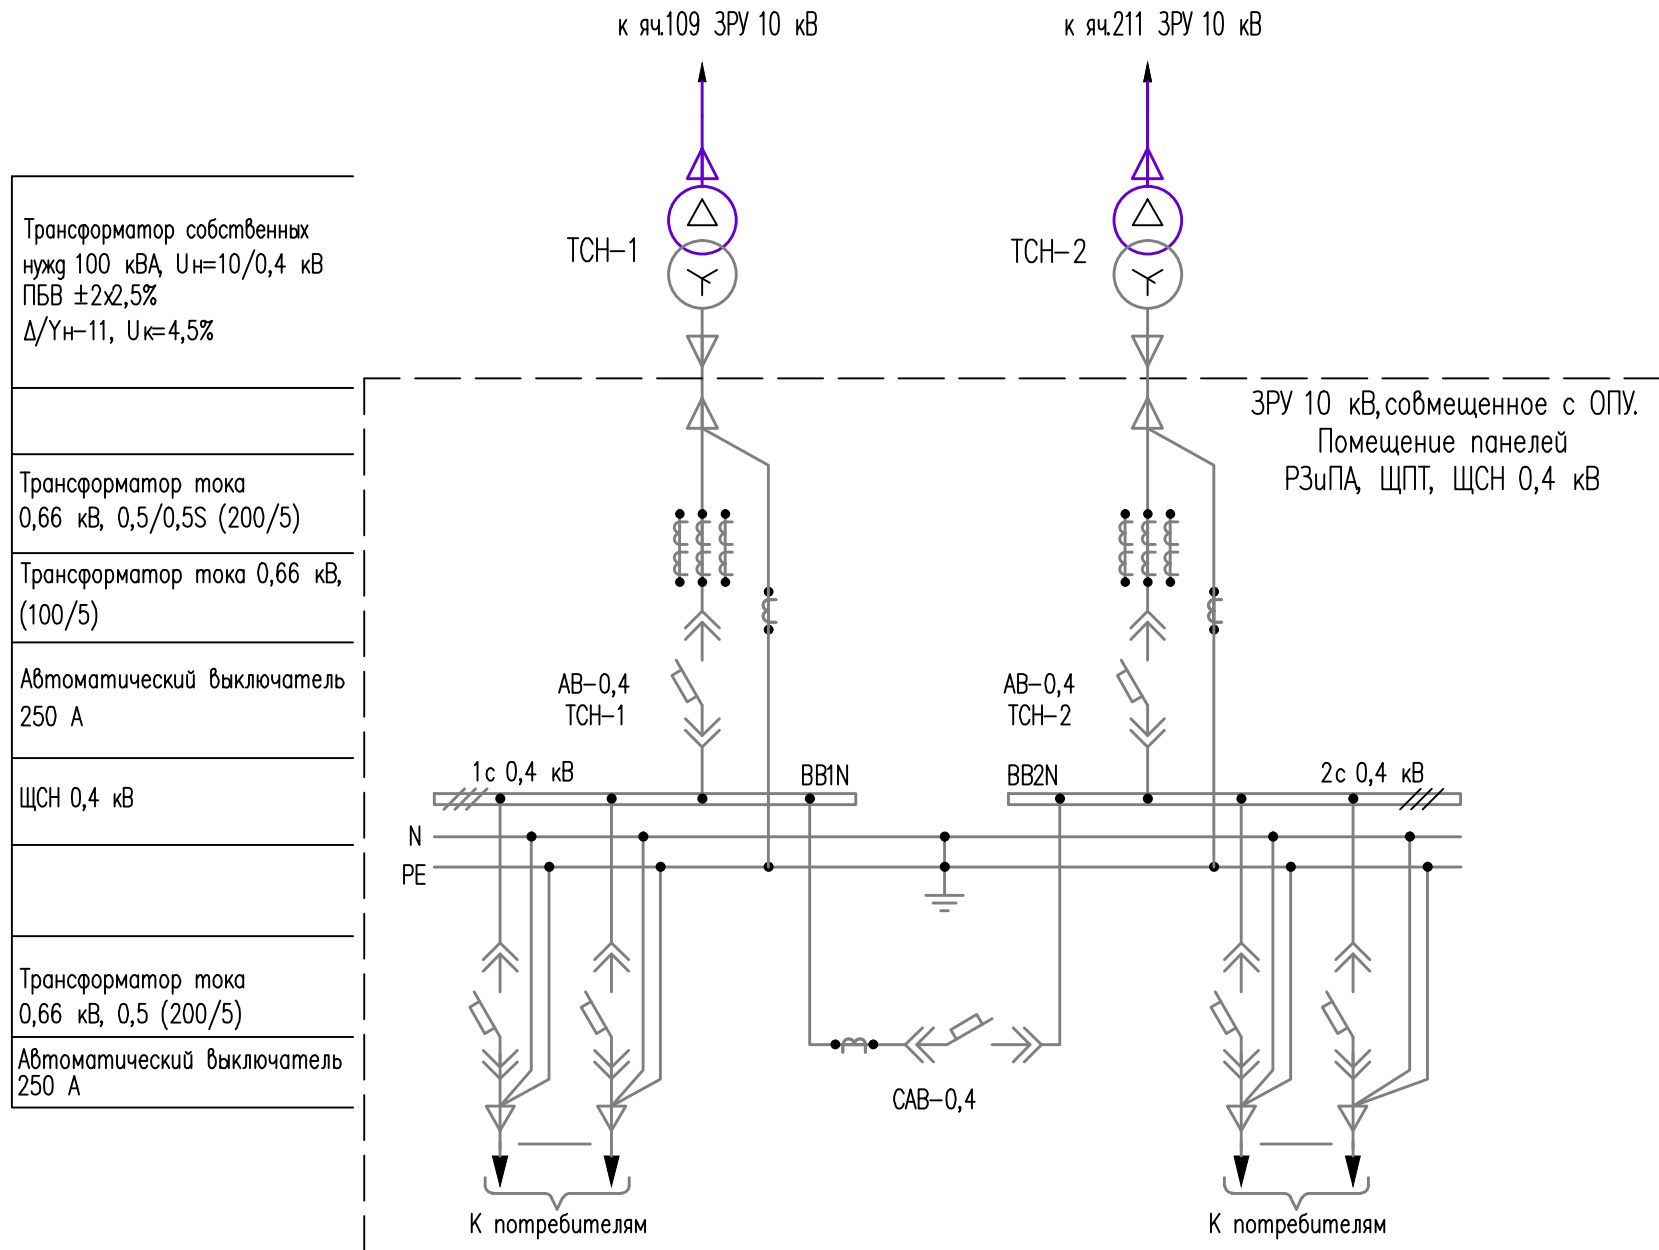 к яч.109 ЗРУ 10 кВ
к яч.211 ЗРУ 10 кВ
Трансформатор собственных
нужд 100 кВА, Uн=10/0,4 кВ
ПБВ ±2х2,5%
Δ/Yн-11, Uк=4,5%
ТСН-1
ТСН-2
ЗРУ 10 кВ,совмещенное с ОПУ.
Помещение панелей
РЗиПА, ЩПТ, ЩСН 0,4 кВ
Трансформатор тока
0,66 кВ, 0,5/0,5S (200/5)
Трансформатор тока 0,66 кВ,
(100/5)
Автоматический выключатель
250 А
АВ-0,4
ТСН-1
АВ-0,4
ТСН-2
ЩСН 0,4 кВ
1с 0,4 кВ
ВВ1N
ВВ2N
2с 0,4 кВ
N
PE
Трансформатор тока
0,66 кВ, 0,5 (200/5)
Автоматический выключатель
250 А
САВ-0,4
К потребителям
К потребителям